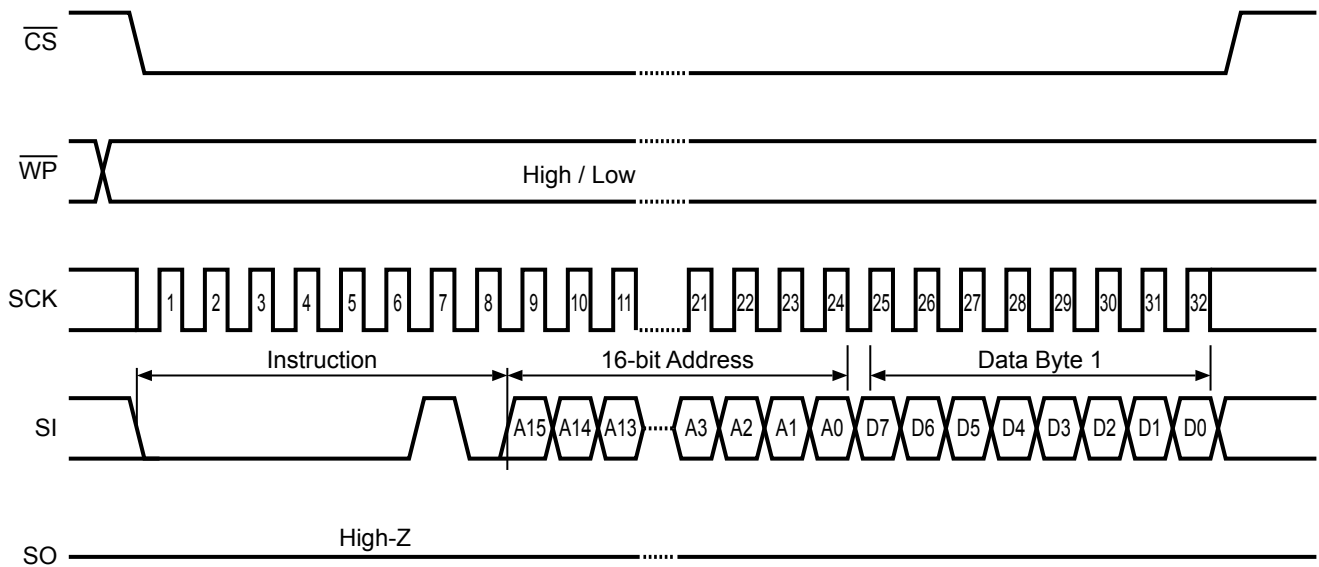 CS
WP
High / Low
SCK
1 2 3 4 5 6 7 8 9 10 11 21 22 23 24 25 26 27 28 29 30 31 32
Instruction 16-bit Address Data Byte 1
SI
A15 A14 A13 A3 A2 A1 A0 D7 D6 D5 D4 D3 D2 D1 D0
High-Z
SO